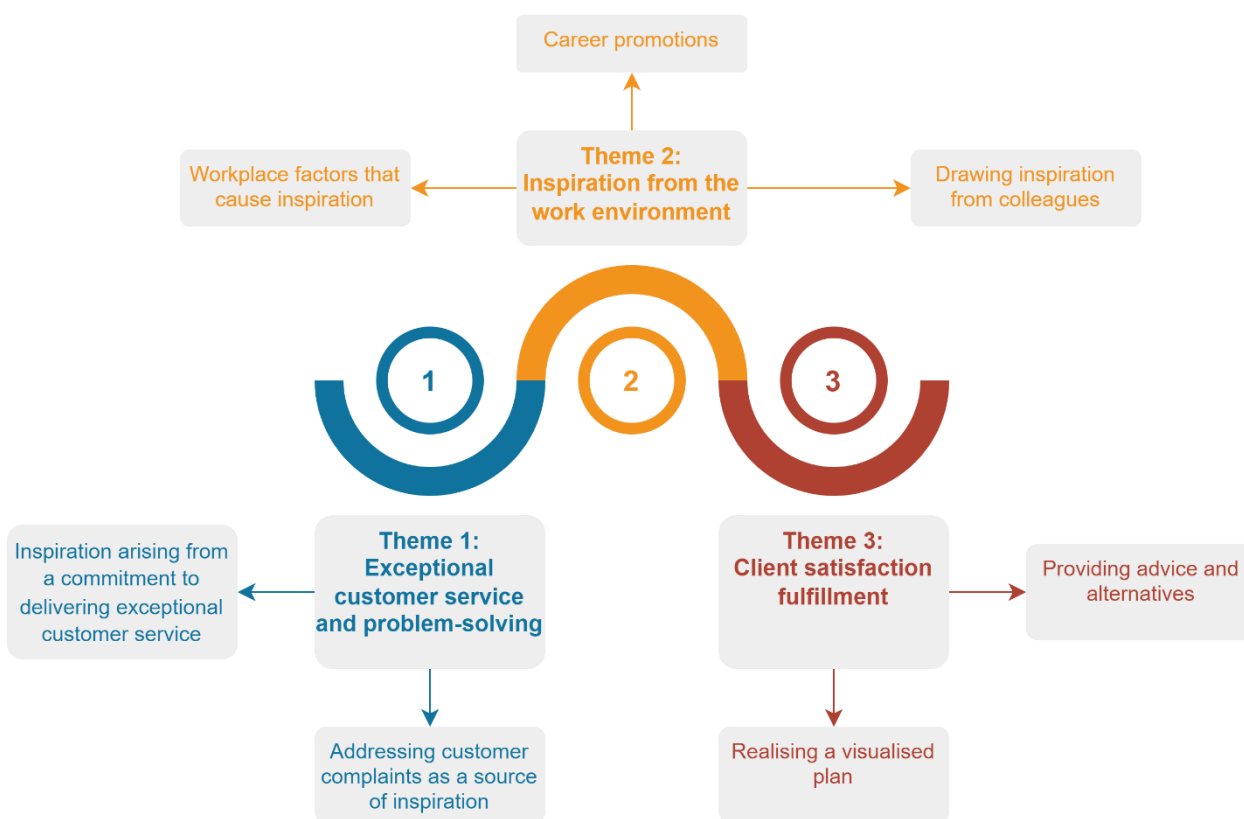 Career promotions
Theme 2:
Inspiration from the
work environment
Workplace factors that
cause inspiration
Drawing inspiration
from colleagues
1
2
3
Theme 1:
Exceptional
customer service
and problem-solving
Inspiration arising from
a commitment to
delivering exceptional
customer service
Addressing customer
complaints as a source
of inspiration
Theme 3:
Client satisfaction
fulfillment
Providing advice and
alternatives
Realising a visualised
plan